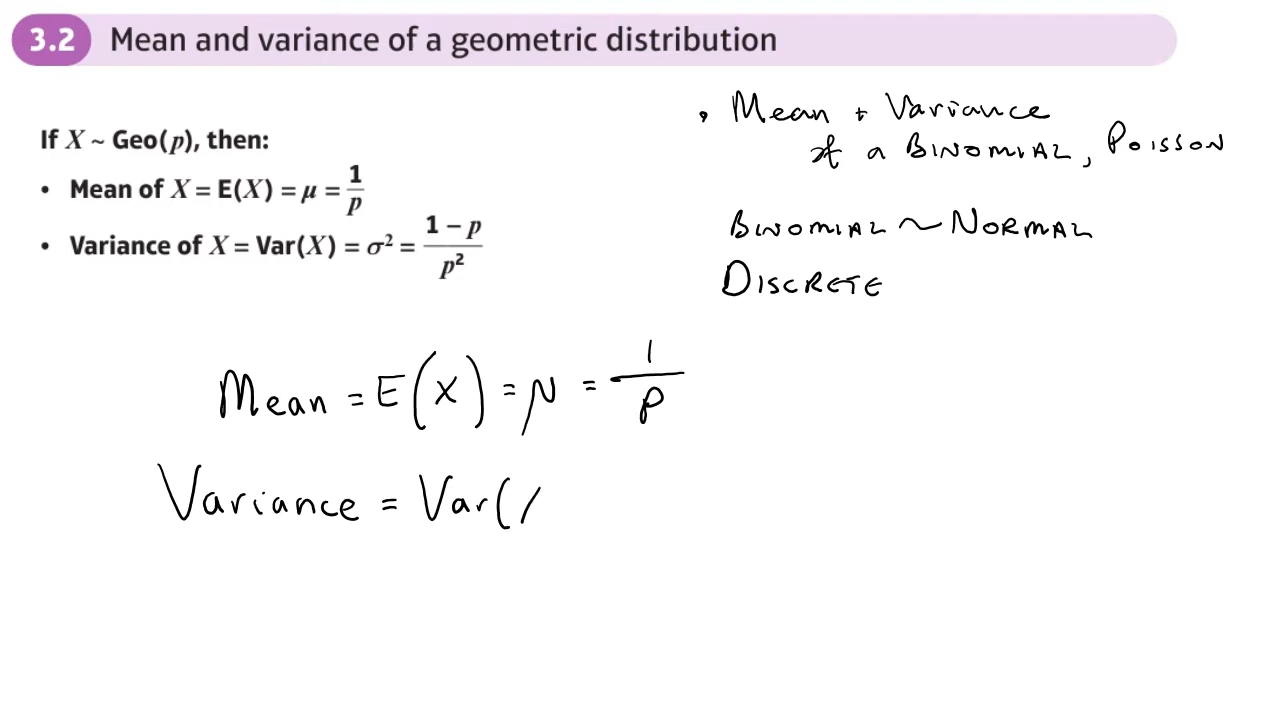 3.2 Mean and variance of a geometric distribution
If X ~ Geo(p), then:
• Mean of X = E(X) = μ = 1/p
• Variance of X = Var(X) = σ² = (1 − p)/p²
• Mean + Variance
of a BINOMIAL, POISSON
BINOMIAL ~ NORMAL
DISCRETE
Mean = E(X) = μ = 1/p
Variance = Var(